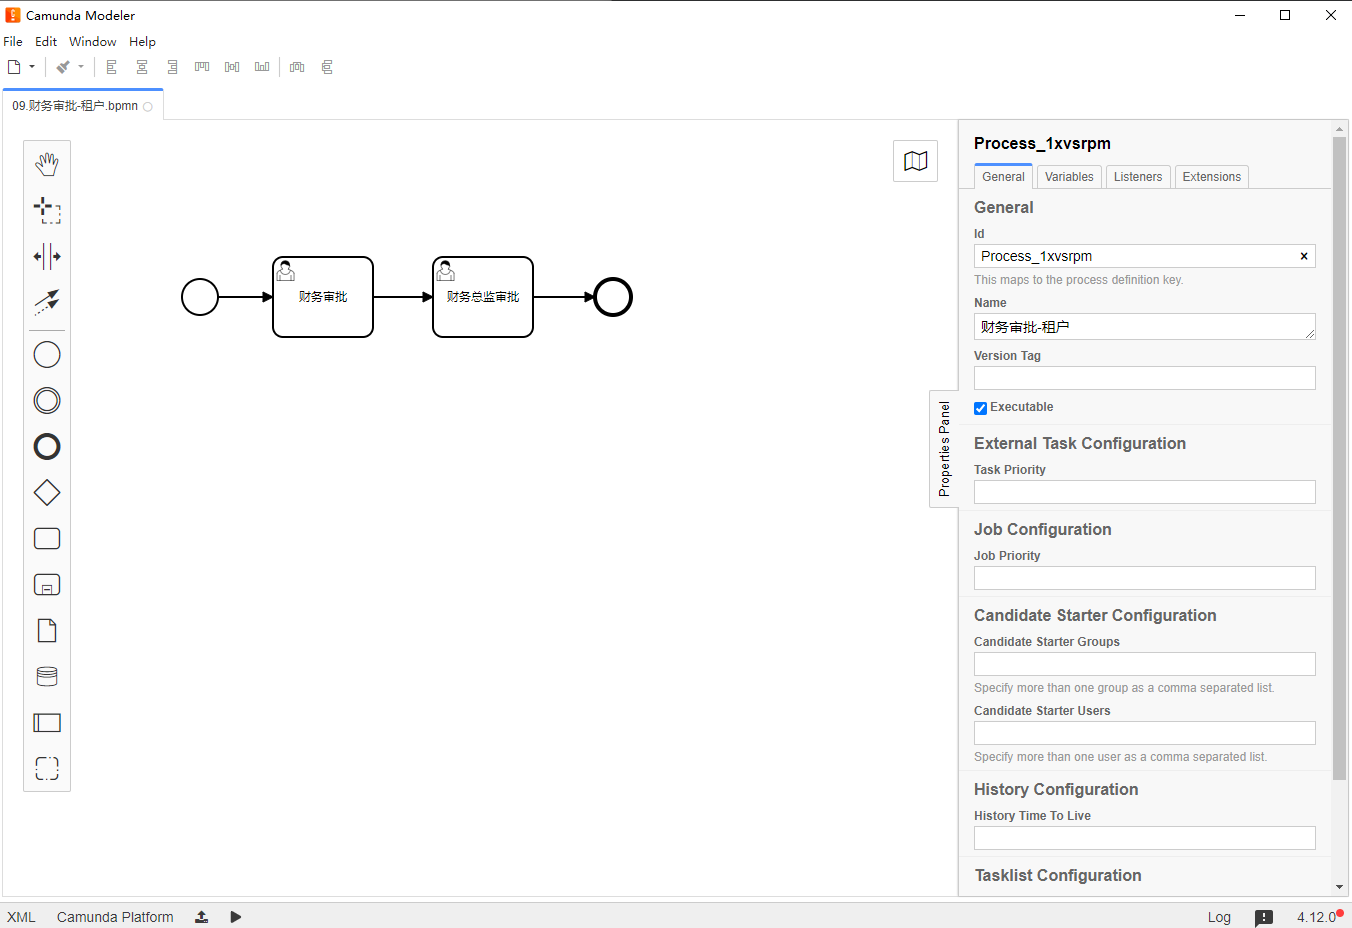 Camunda Modeler
File Edit Window Help
09.财务审批-租户.bpmn
财务审批
财务总监审批
Properties Panel
Process_1xvsrpm
General Variables Listeners Extensions
General
Id
Process_1xvsrpm
This maps to the process definition key.
Name
财务审批-租户
Version Tag
Executable
External Task Configuration
Task Priority
Job Configuration
Job Priority
Candidate Starter Configuration
Candidate Starter Groups
Specify more than one group as a comma separated list.
Candidate Starter Users
Specify more than one user as a comma separated list.
History Configuration
History Time To Live
Tasklist Configuration
XML Camunda Platform Log 4.12.0